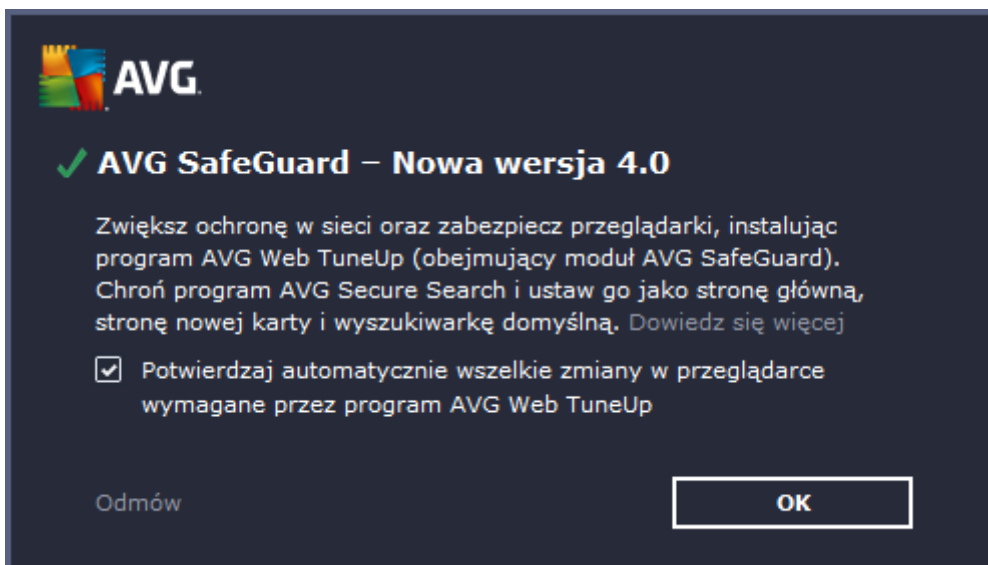 AVG.
AVG SafeGuard – Nowa wersja 4.0
Zwiększ ochronę w sieci oraz zabezpiecz przeglądarki, instalując
program AVG Web TuneUp (obejmujący moduł AVG SafeGuard).
Chroń program AVG Secure Search i ustaw go jako stronę główną,
stronę nowej karty i wyszukiwarkę domyślną. Dowiedz się więcej
Potwierdzaj automatycznie wszelkie zmiany w przeglądarce
wymagane przez program AVG Web TuneUp
Odmów OK